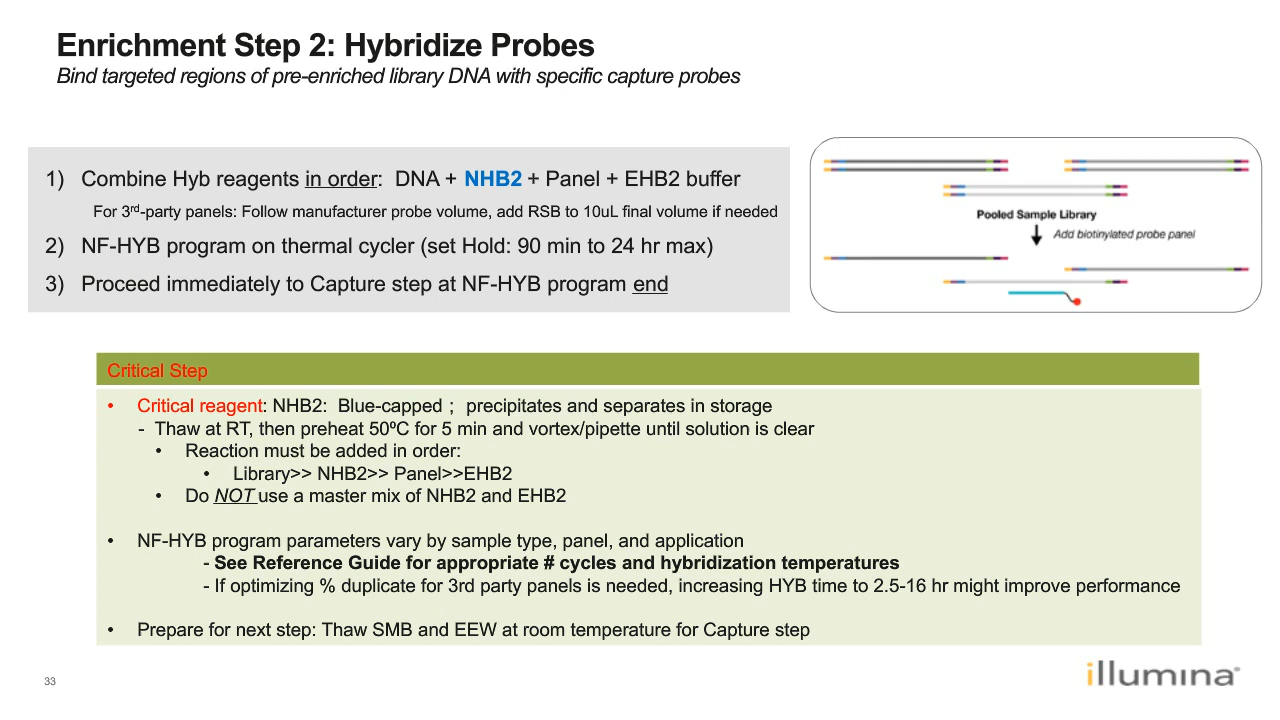 Enrichment Step 2: Hybridize Probes
Bind targeted regions of pre-enriched library DNA with specific capture probes
1) Combine Hyb reagents in order: DNA + NHB2 + Panel + EHB2 buffer
For 3rd-party panels: Follow manufacturer probe volume, add RSB to 10uL final volume if needed
2) NF-HYB program on thermal cycler (set Hold: 90 min to 24 hr max)
3) Proceed immediately to Capture step at NF-HYB program end
Pooled Sample Library
Add biotinylated probe panel
Critical Step
• Critical reagent: NHB2: Blue-capped ; precipitates and separates in storage
- Thaw at RT, then preheat 50ºC for 5 min and vortex/pipette until solution is clear
• Reaction must be added in order:
• Library>> NHB2>> Panel>>EHB2
• Do NOT use a master mix of NHB2 and EHB2
• NF-HYB program parameters vary by sample type, panel, and application
- See Reference Guide for appropriate # cycles and hybridization temperatures
- If optimizing % duplicate for 3rd party panels is needed, increasing HYB time to 2.5-16 hr might improve performance
• Prepare for next step: Thaw SMB and EEW at room temperature for Capture step
33
illumina®